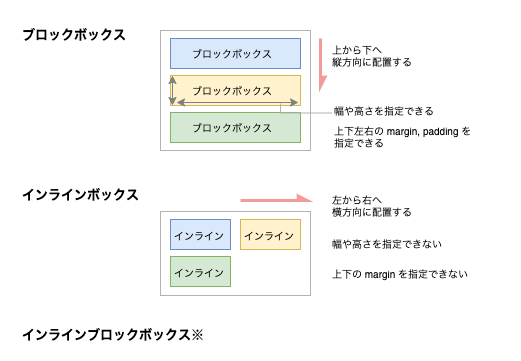 ブロックボックス
ブロックボックス
上から下へ
縦方向に配置する
ブロックボックス
幅や高さを指定できる
ブロックボックス
上下左右の margin, padding を
指定できる
インラインボックス
左から右へ
横方向に配置する
インライン
インライン
幅や高さを指定できない
インライン
上下の margin を指定できない
インラインブロックボックス※